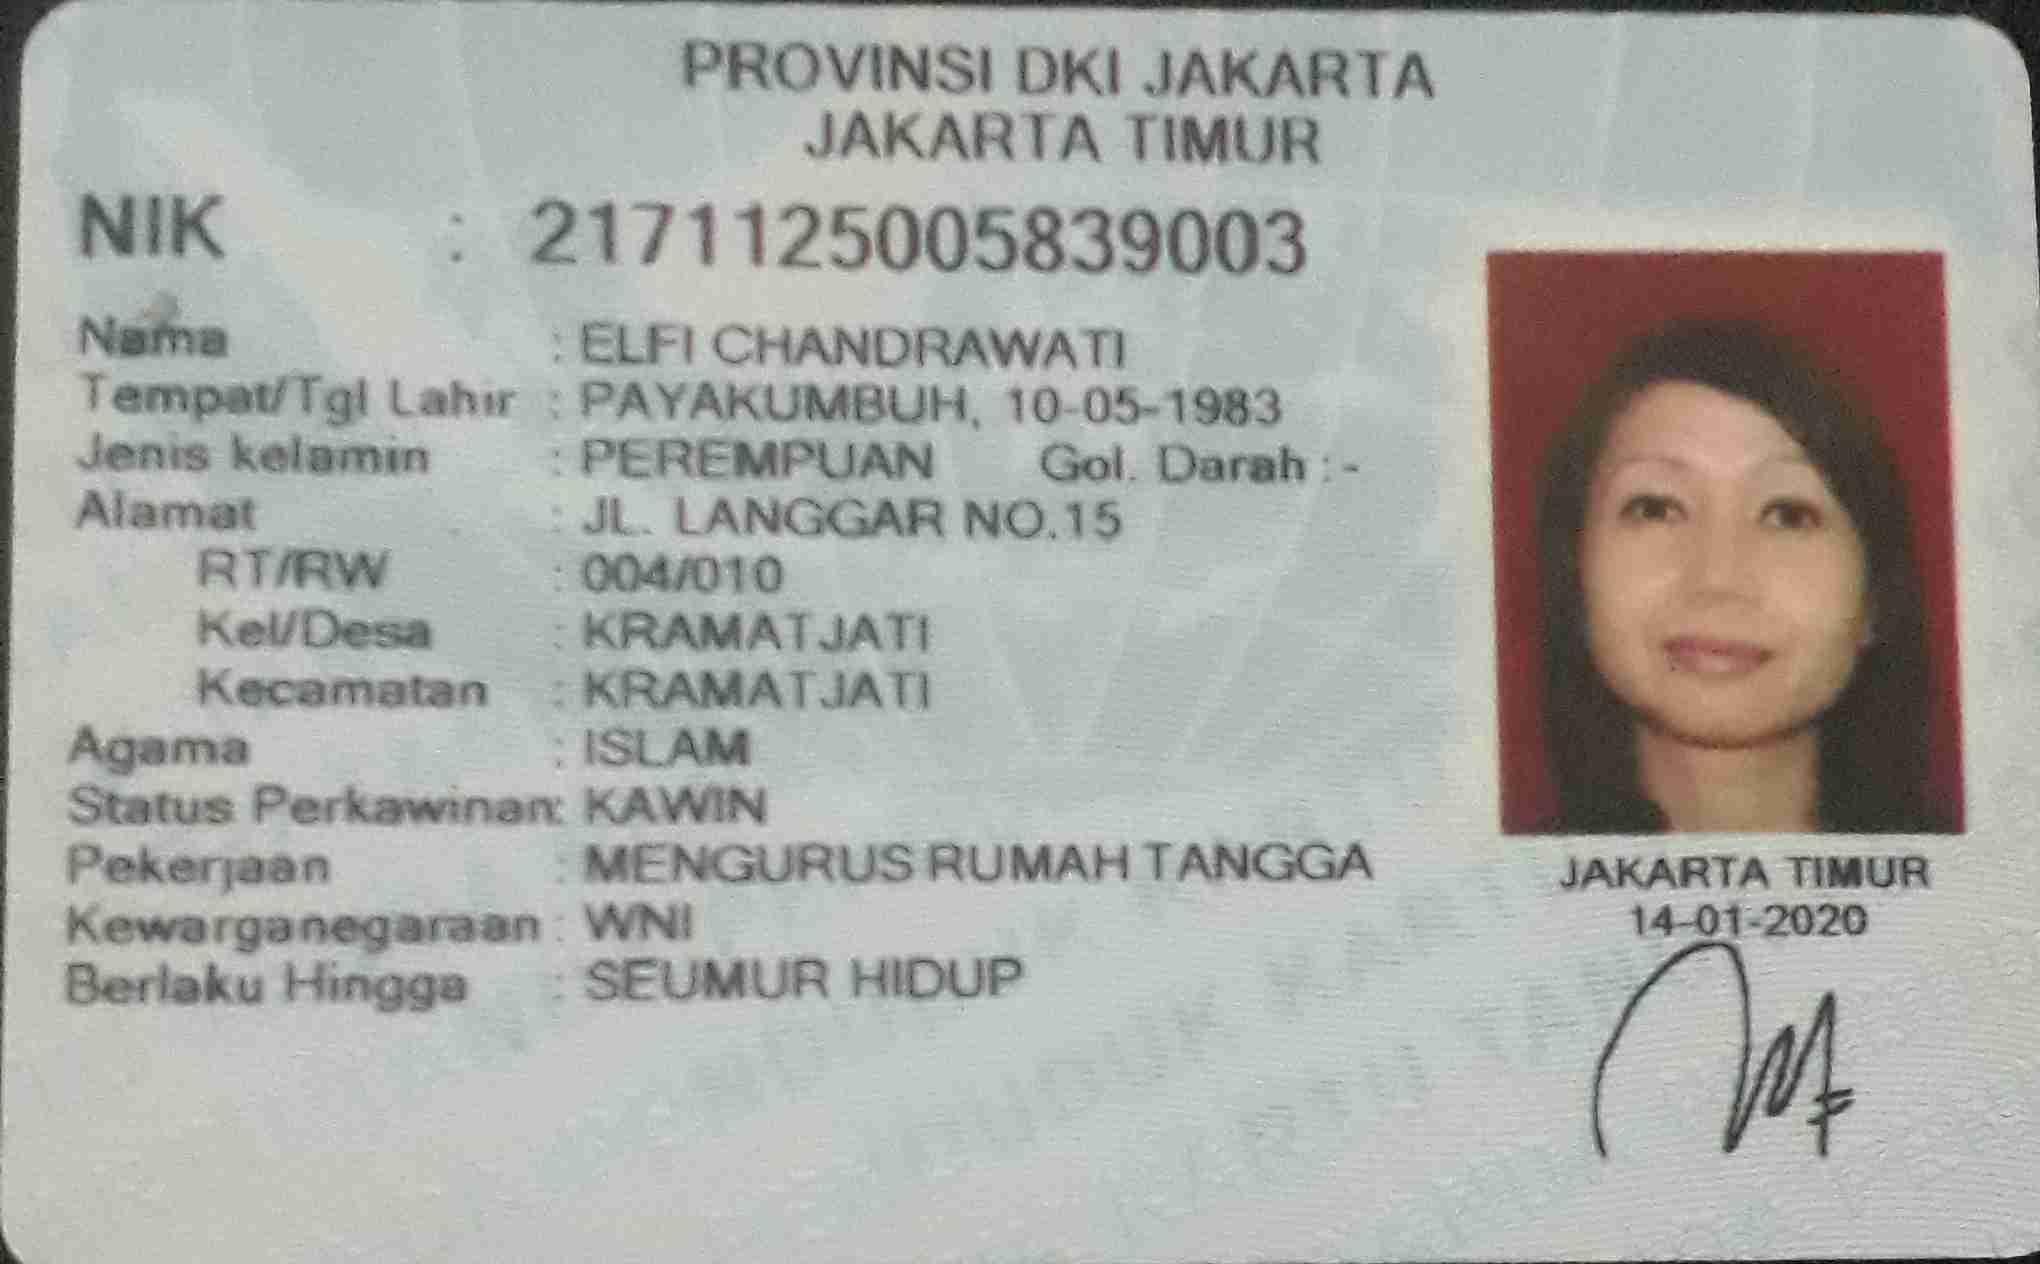 PROVINSI DKI JAKARTA
JAKARTA TIMUR
NIK : 2171125005839003
Nama : ELFI CHANDRAWATI
Tempat/Tgl Lahir : PAYAKUMBUH, 10-05-1983
Jenis kelamin : PEREMPUAN Gol. Darah : -
Alamat : JL. LANGGAR NO.15
RT/RW : 004/010
Kel/Desa : KRAMATJATI
Kecamatan : KRAMATJATI
Agama : ISLAM
Status Perkawinan: KAWIN
Pekerjaan : MENGURUS RUMAH TANGGA
Kewarganegaraan : WNI
Berlaku Hingga : SEUMUR HIDUP
JAKARTA TIMUR
14-01-2020